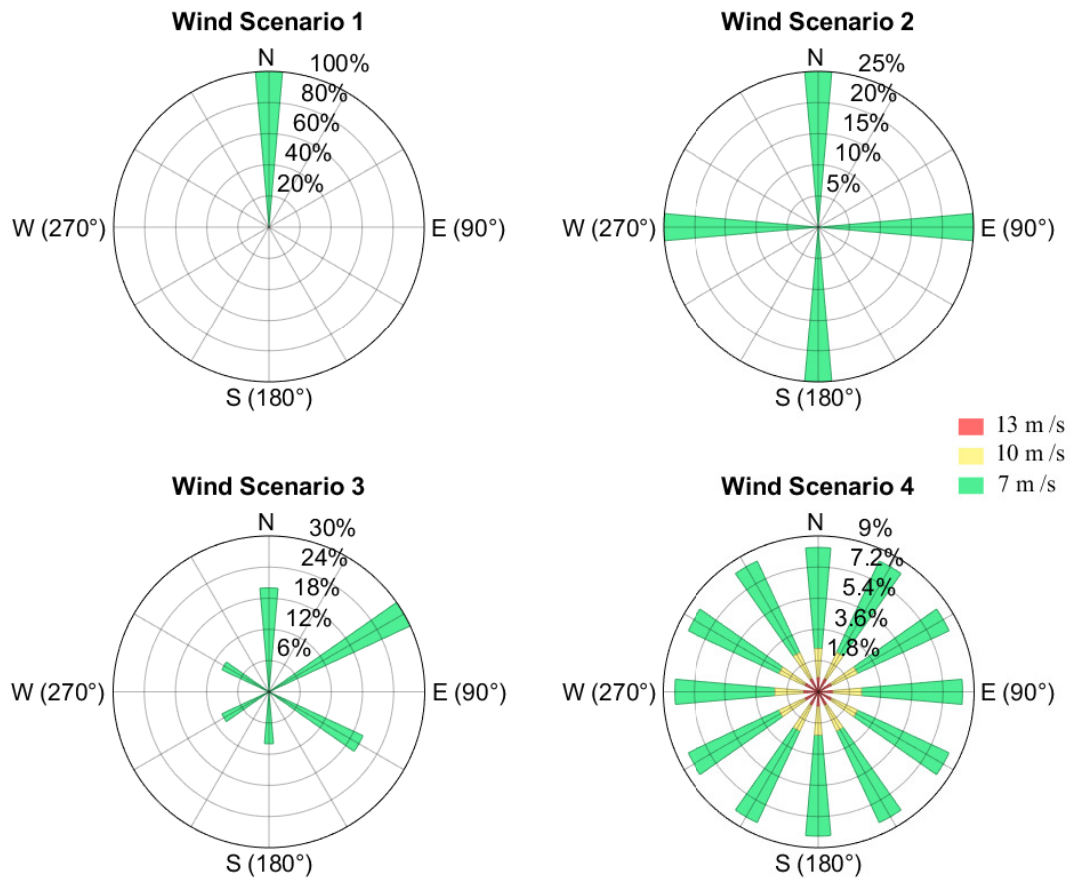 Wind Scenario 1
N
100%
80%
60%
40%
20%
W (270°)
E (90°)
S (180°)
Wind Scenario 2
N
25%
20%
15%
10%
5%
W (270°)
E (90°)
S (180°)
13 m /s
10 m /s
7 m /s
Wind Scenario 3
N
30%
24%
18%
12%
6%
W (270°)
E (90°)
S (180°)
Wind Scenario 4
N
9%
7.2%
5.4%
3.6%
1.8%
W (270°)
E (90°)
S (180°)